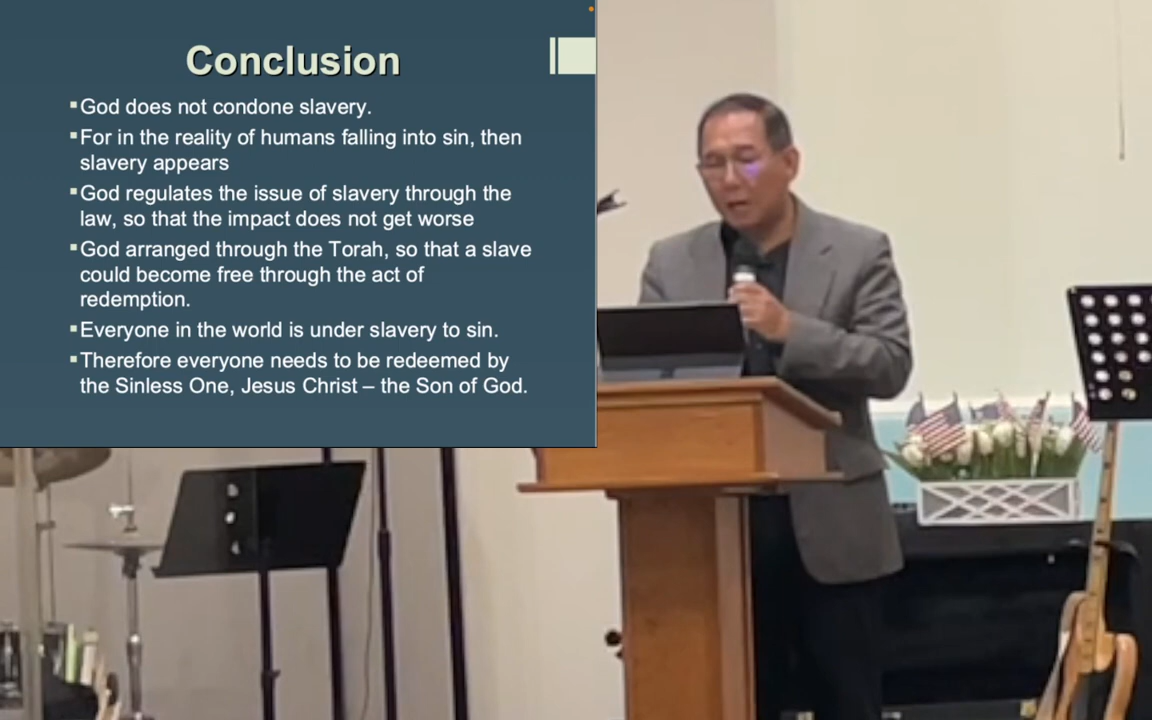 Conclusion
▪God does not condone slavery.
▪For in the reality of humans falling into sin, then
slavery appears
▪God regulates the issue of slavery through the
law, so that the impact does not get worse
▪God arranged through the Torah, so that a slave
could become free through the act of
redemption.
▪Everyone in the world is under slavery to sin.
▪Therefore everyone needs to be redeemed by
the Sinless One, Jesus Christ – the Son of God.